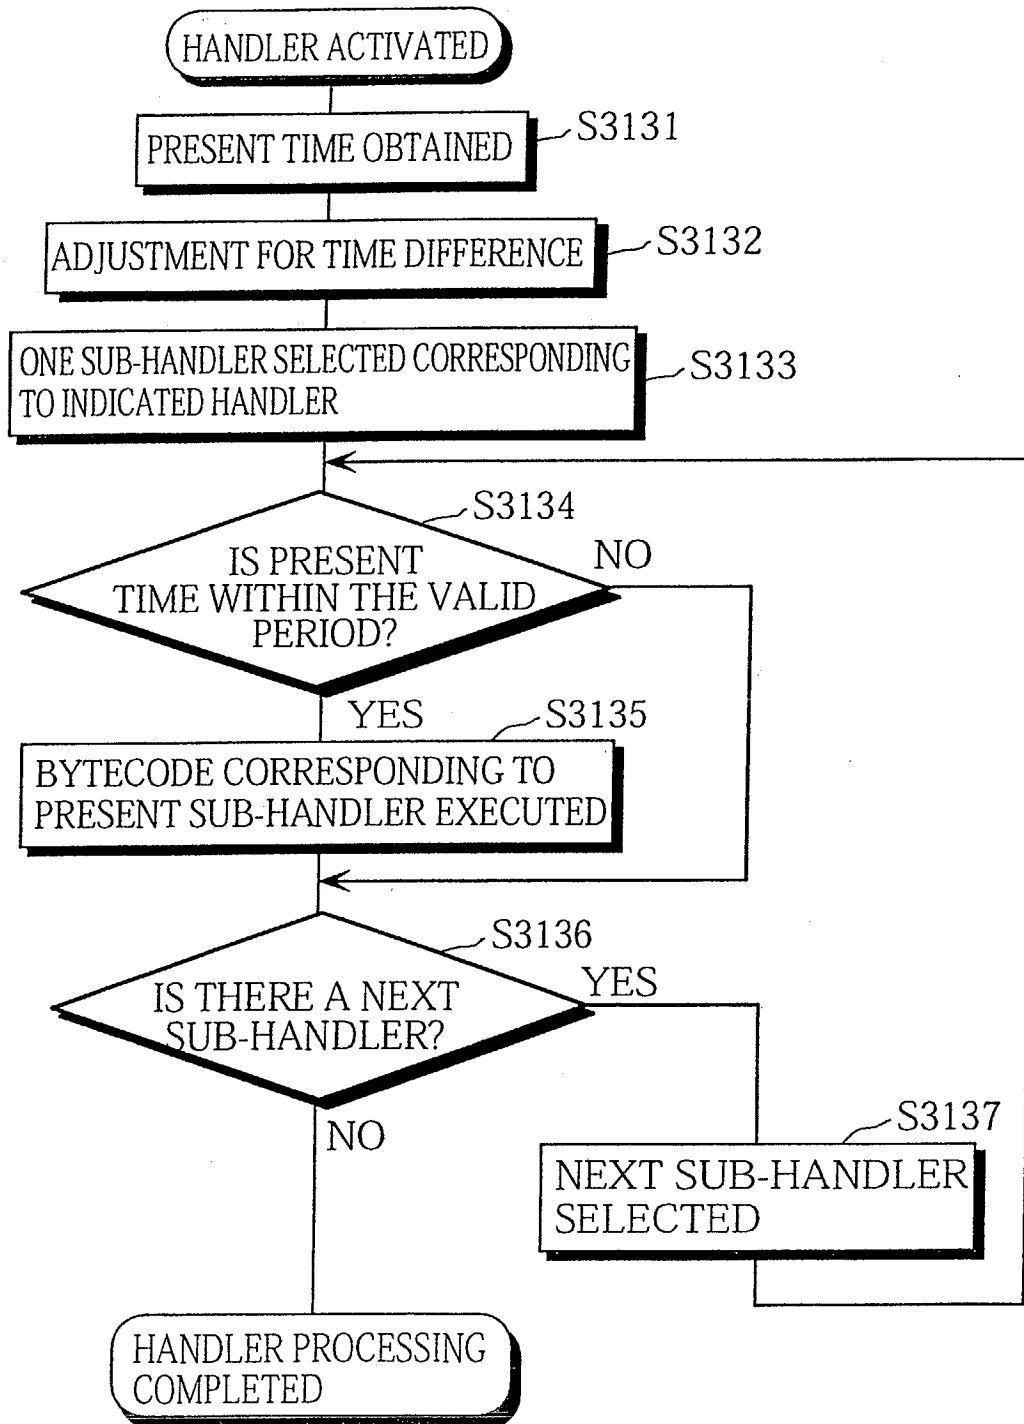 HANDLER ACTIVATED
PRESENT TIME OBTAINED
S3131
ADJUSTMENT FOR TIME DIFFERENCE
S3132
ONE SUB-HANDLER SELECTED CORRESPONDING
TO INDICATED HANDLER
S3133
S3134
IS PRESENT
TIME WITHIN THE VALID
PERIOD?
NO
YES
S3135
BYTECODE CORRESPONDING TO
PRESENT SUB-HANDLER EXECUTED
S3136
IS THERE A NEXT
SUB-HANDLER?
YES
NO
S3137
NEXT SUB-HANDLER
SELECTED
HANDLER PROCESSING
COMPLETED